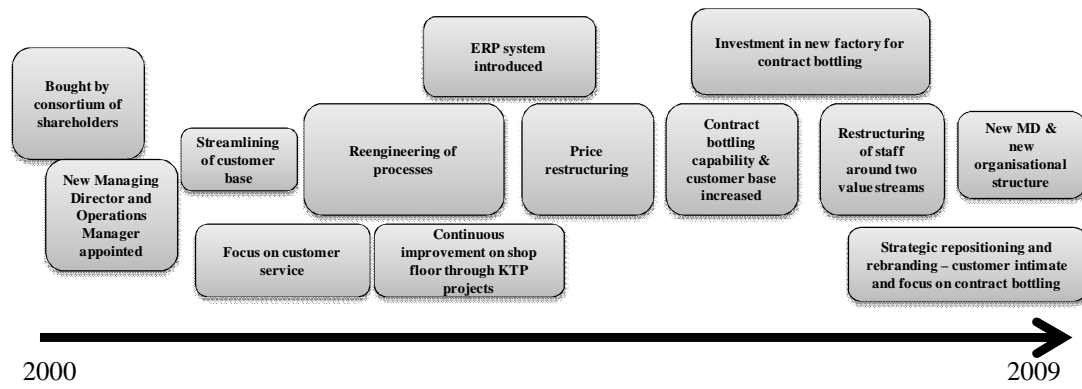 Bought by
consortium of
shareholders
New Managing
Director and
Operations
Manager
appointed
Streamlining
of customer
base
Focus on customer
service
Reengineering of
processes
Continuous
improvement on shop
floor through KTP
projects
ERP system
introduced
Price
restructuring
Contract
bottling
capability &
customer base
increased
Investment in new factory for
contract bottling
Restructuring
of staff
around two
value streams
New MD &
new
organisational
structure
Strategic repositioning and
rebranding – customer intimate
and focus on contract bottling
2000
2009